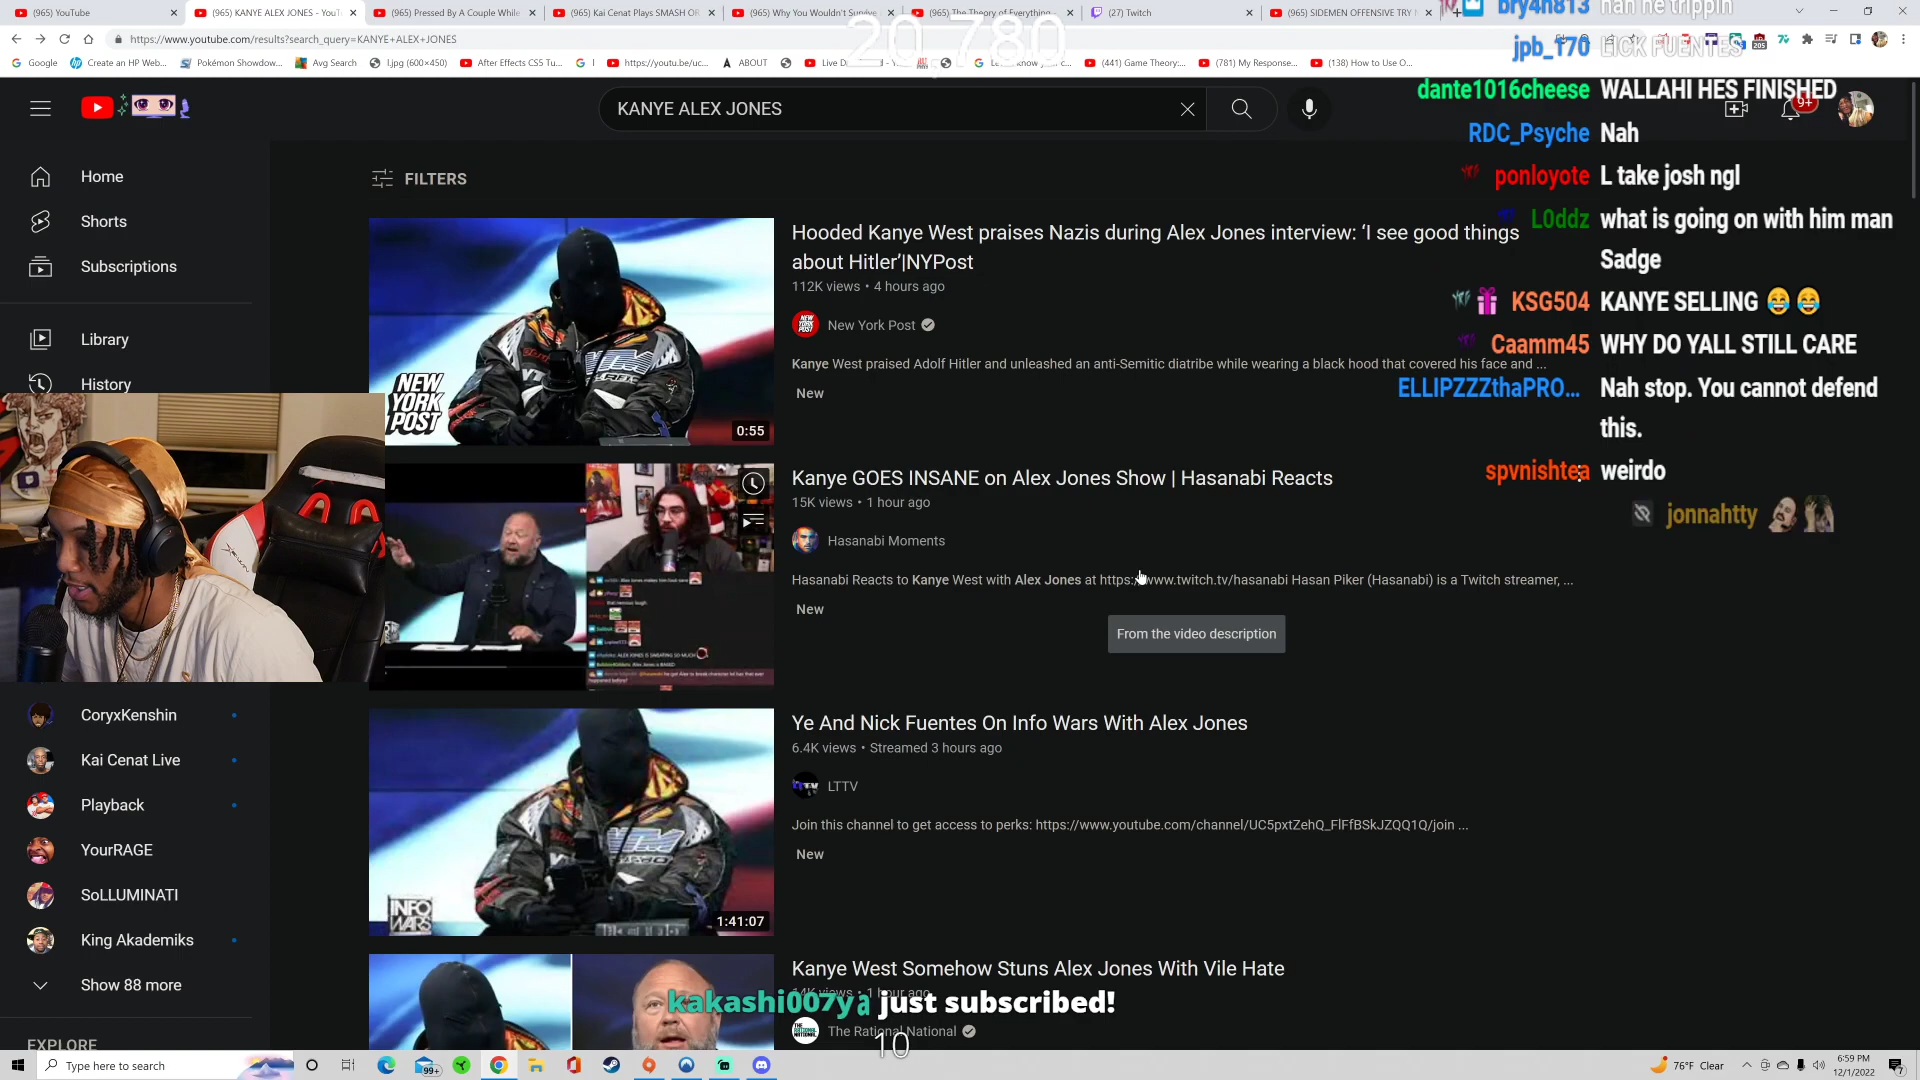 (965) YouTube
(965) KANYE ALEX JONES - YouT
(965) Pressed By A Couple While
(965) Kai Cenat Plays SMASH OR
(965) Why You Wouldn't Survive
(965) The Theory of Everything -
(27) Twitch
(965) SIDEMEN OFFENSIVE TRY N
https://www.youtube.com/results?search_query=KANYE+ALEX+JONES
20,780
Google
Create an HP Web...
Pokémon Showdow...
Avg Search
l.jpg (600×450)
After Effects CS5 Tu...
https://youtu.be/uc...
ABOUT
Live D
(441) Game Theory:...
(781) My Response...
(138) How to Use O...
bry4n813 nah he trippin
jpb_170 LICK FUENTES
dante1016cheese WALLAHI HES FINISHED
RDC_Psyche Nah
ponloyote L take josh ngl
L0ddz what is going on with him man
Sadge
KSG504 KANYE SELLING 😂 😂
Caamm45 WHY DO YALL STILL CARE
ELLIPZZZthaPRO... Nah stop. You cannot defend
this.
spvnishtea: weirdo
jonnahtty
KANYE ALEX JONES
9+
Home
Shorts
Subscriptions
Library
History
FILTERS
Hooded Kanye West praises Nazis during Alex Jones interview: ‘I see good things
about Hitler’|NYPost
112K views • 4 hours ago
New York Post
Kanye West praised Adolf Hitler and unleashed an anti-Semitic diatribe while wearing a black hood that covered his face and ...
New
NEW
YORK
POST
0:55
Kanye GOES INSANE on Alex Jones Show | Hasanabi Reacts
15K views • 1 hour ago
Hasanabi Moments
Hasanabi Reacts to Kanye West with Alex Jones at https://www.twitch.tv/hasanabi Hasan Piker (Hasanabi) is a Twitch streamer, ...
New
From the video description
Ye And Nick Fuentes On Info Wars With Alex Jones
6.4K views • Streamed 3 hours ago
LTTV
Join this channel to get access to perks: https://www.youtube.com/channel/UC5pxtZehQ_FlFfBSkJZQQ1Q/join ...
New
INFO
WARS
1:41:07
Kanye West Somehow Stuns Alex Jones With Vile Hate
14K views • 1 hour ago
The Rational National
kakashi007ya just subscribed!
10
CoryxKenshin
Kai Cenat Live
Playback
YourRAGE
SoLLUMINATI
King Akademiks
Show 88 more
EXPLORE
Type here to search
99+
76°F Clear
6:59 PM
12/1/2022